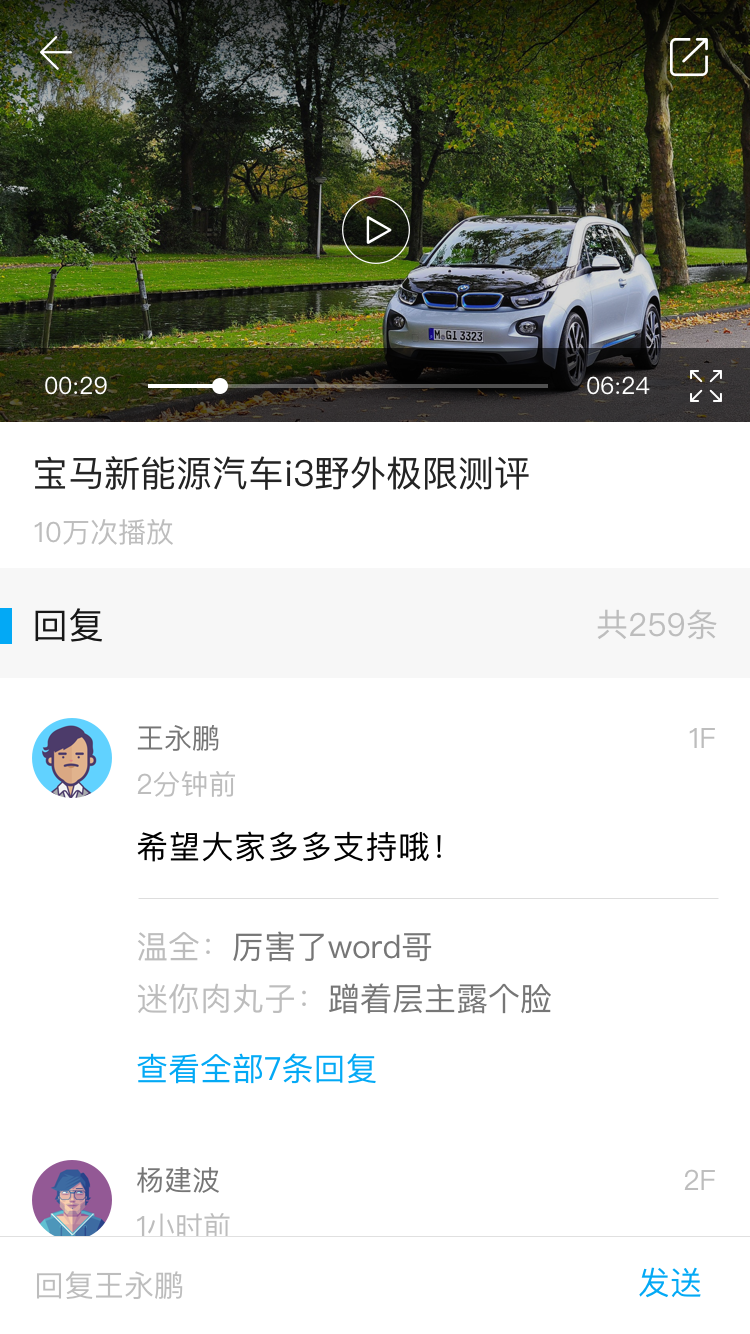 M GI 3323
00:29
06:24
宝马新能源汽车i3野外极限测评
10万次播放
回复
共259条
王永鹏
1F
2分钟前
希望大家多多支持哦！
温全：厉害了word哥
迷你肉丸子：蹭着层主露个脸
查看全部7条回复
杨建波
2F
1小时前
回复王永鹏
发送